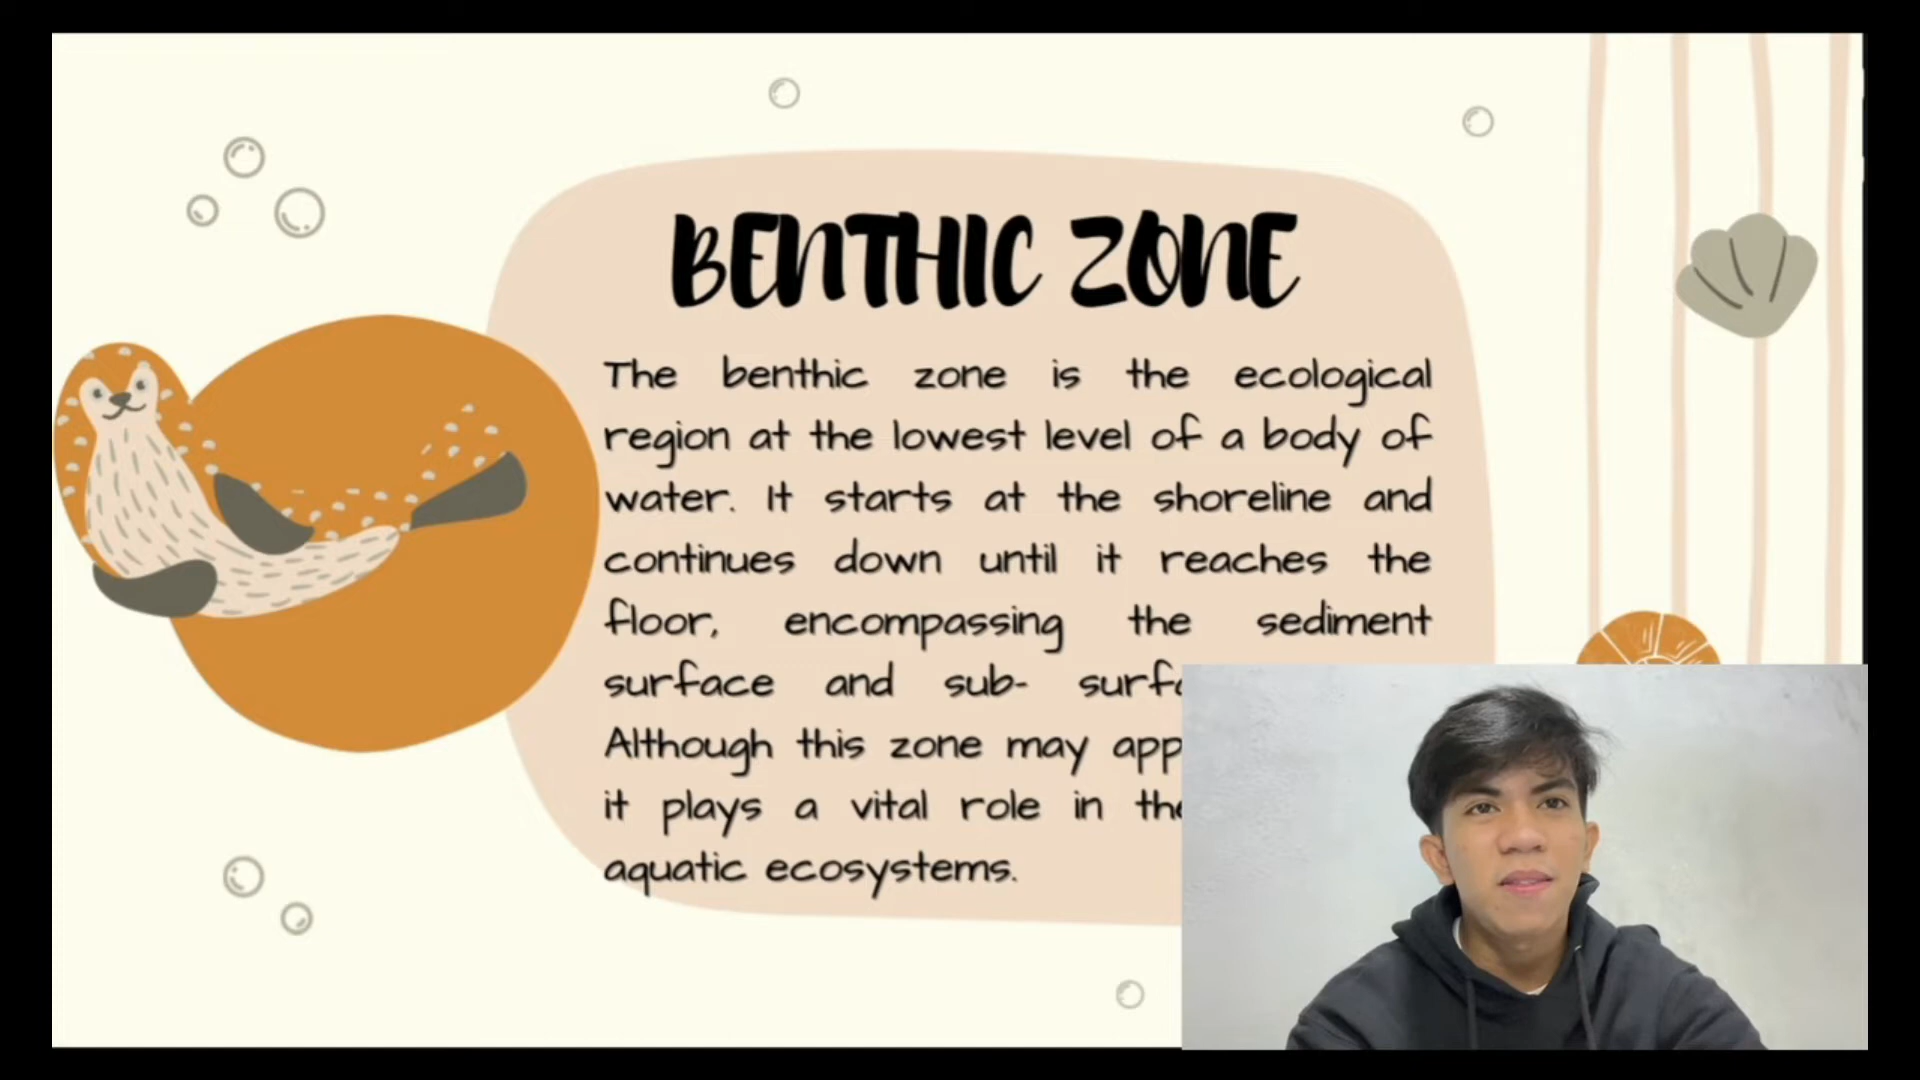 BENTHIC ZONE
The benthic zone is the ecological
region at the lowest level of a body of
water. It starts at the shoreline and
continues down until it reaches the
floor, encompassing the sediment
surface and sub-
Although this zone may
it plays a vital role in
aquatic ecosystems.